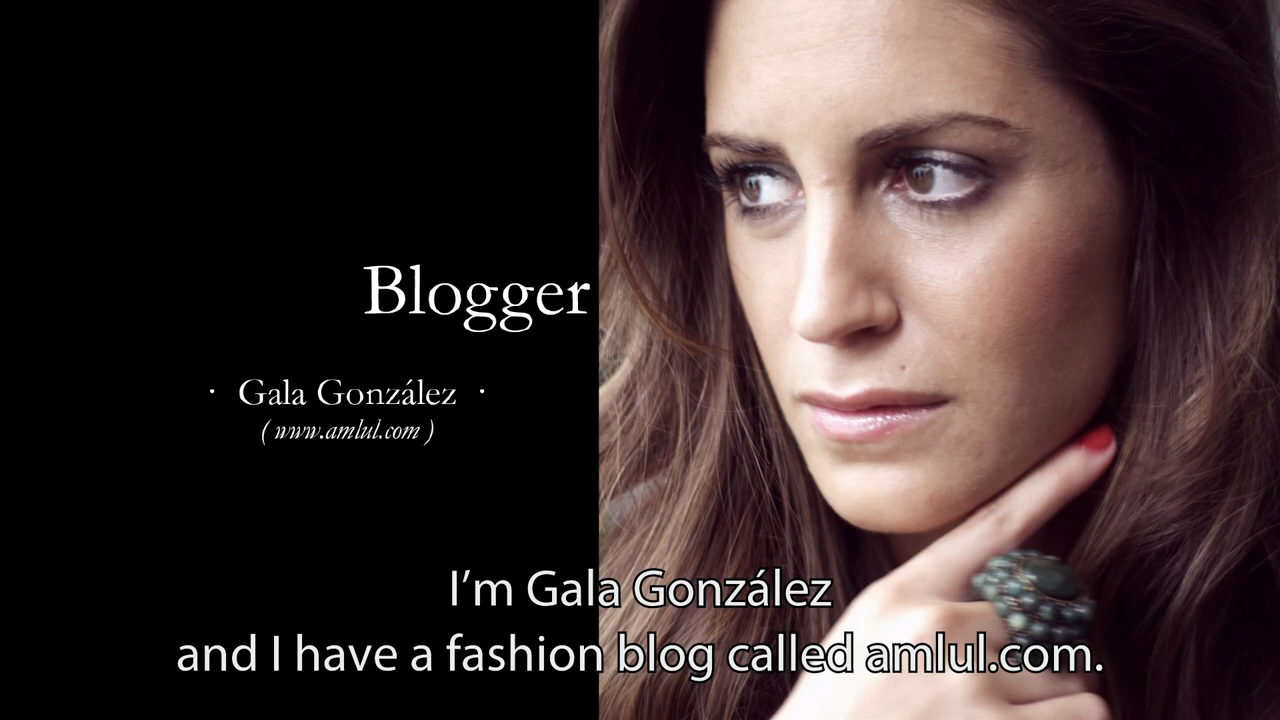 Blogger
· Gala González ·
( www.amlul.com )
I’m Gala González
and I have a fashion blog called amlul.com.